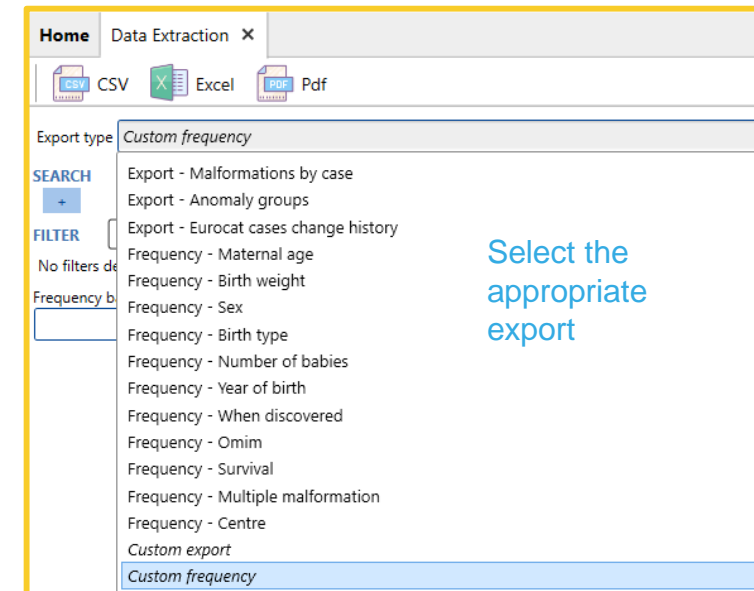 Home Data Extraction ×
CSV CSV Excel PDF Pdf
Export type Custom frequency
SEARCH
+
FILTER
No filters
Frequency
Export - Malformations by case
Export - Anomaly groups
Export - Eurocat cases change history
Frequency - Maternal age
Frequency - Birth weight
Frequency - Sex
Frequency - Birth type
Frequency - Number of babies
Frequency - Year of birth
Frequency - When discovered
Frequency - Omim
Frequency - Survival
Frequency - Multiple malformation
Frequency - Centre
Custom export
Custom frequency
Select the
appropriate
export